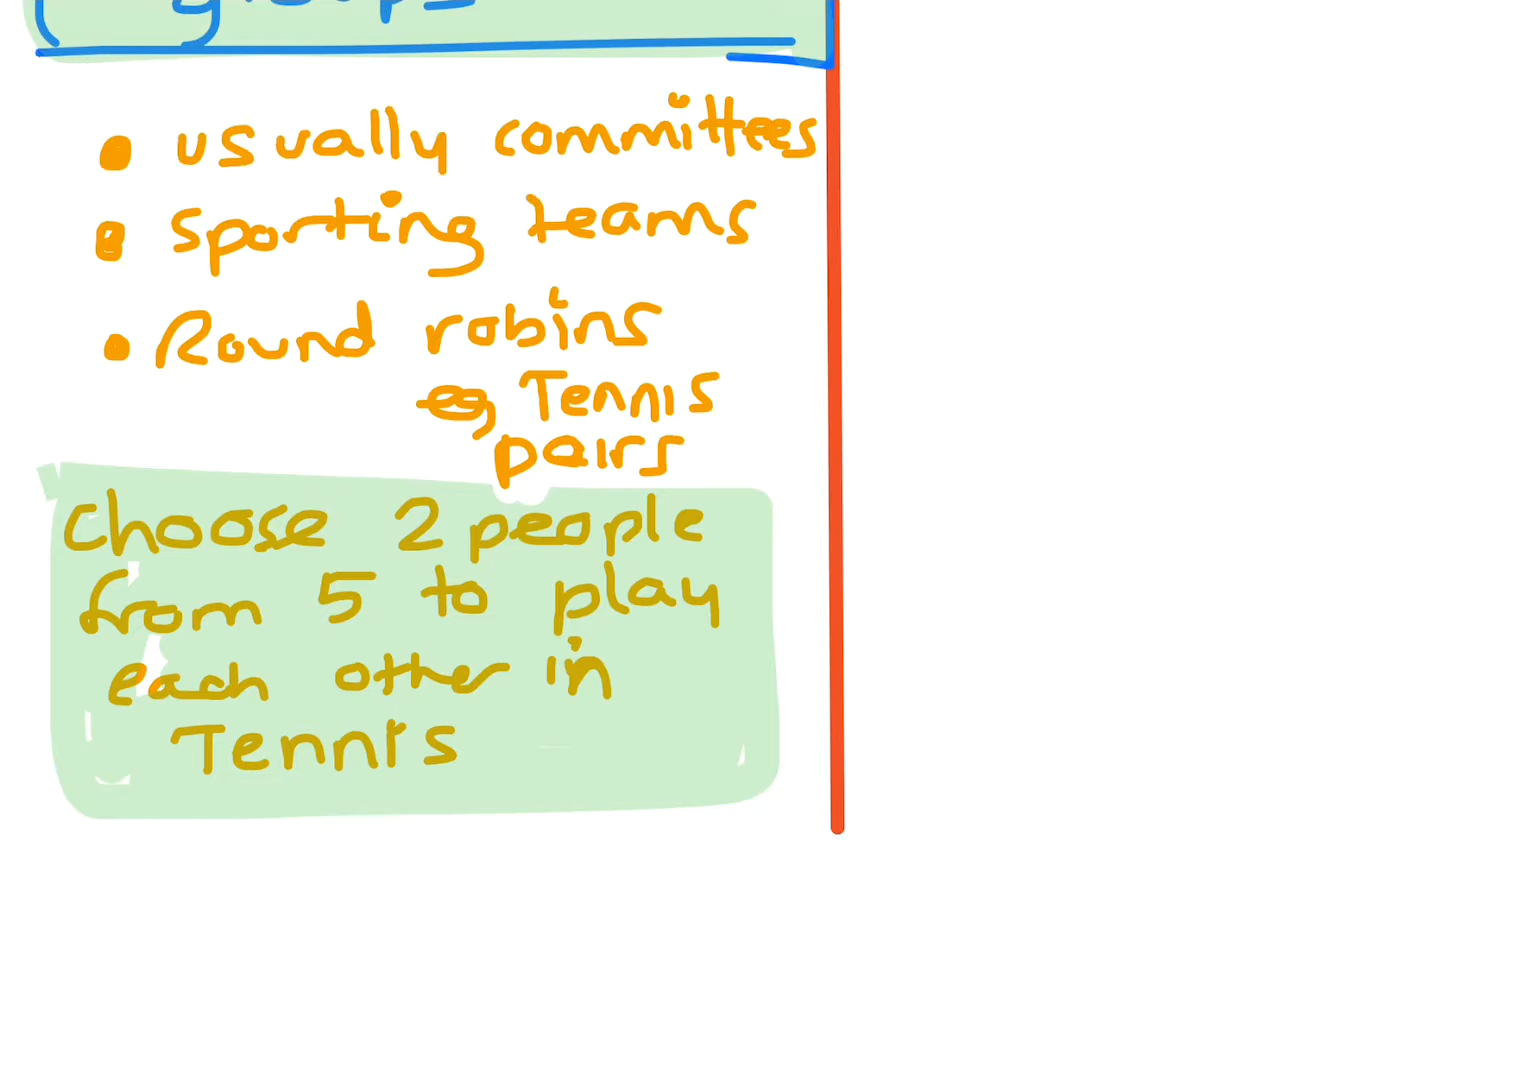 groups
• usually committees
• Sporting teams
• Round robins
eg, Tennis
pairs
Choose 2 people
from 5 to play
each other in
Tennis